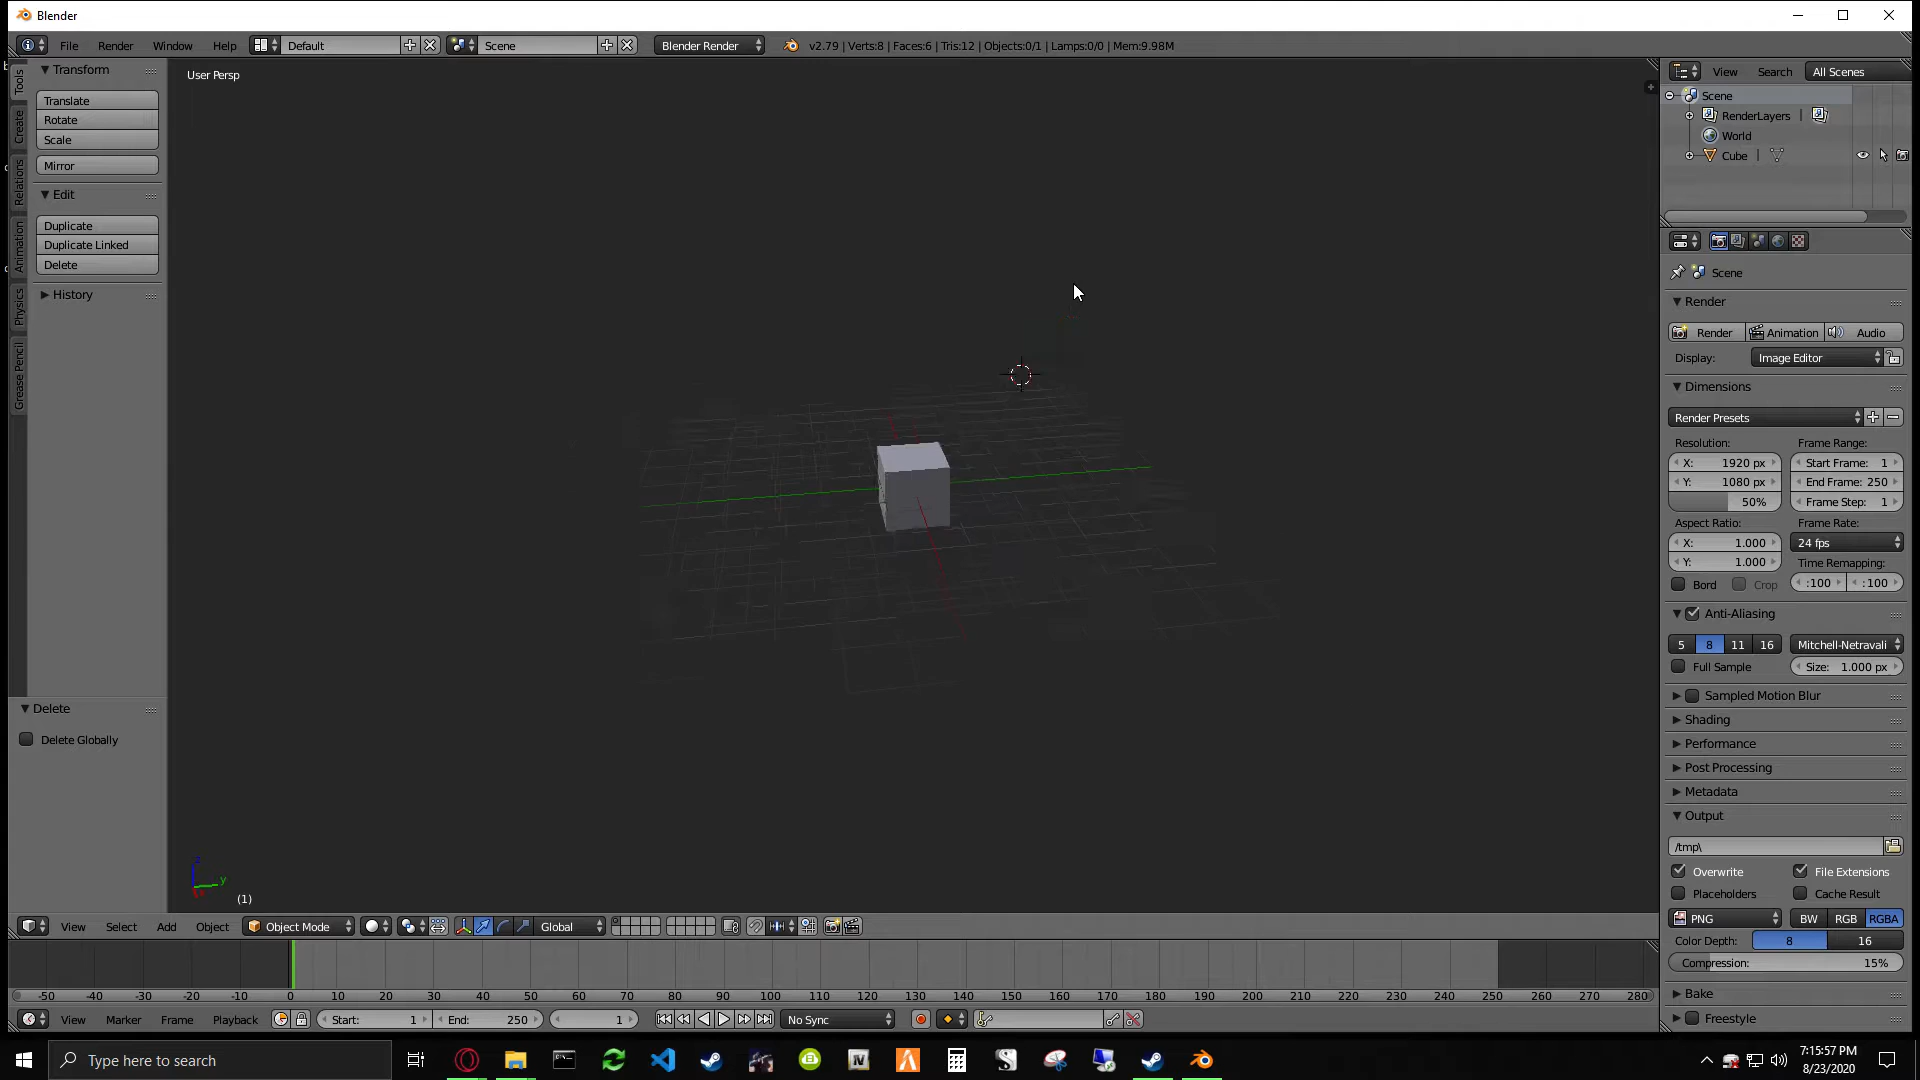 Blender
File Render Window Help Default Scene Blender Render v2.79 | Verts:8 | Faces:6 | Tris:12 | Objects:0/1 | Lamps:0/0 | Mem:9.98M
Tools
Create
Relations
Animation
Physics
Grease Pencil
Transform
Translate
Rotate
Scale
Mirror
Edit
Duplicate
Duplicate Linked
Delete
History
Delete
Delete Globally
User Persp
z
y
(1)
View Search All Scenes
Scene
RenderLayers |
World
Cube |
Scene
Render
Render Animation Audio
Display: Image Editor
Dimensions
Render Presets
Resolution: Frame Range:
X: 1920 px Start Frame: 1
Y: 1080 px End Frame: 250
50% Frame Step: 1
Aspect Ratio: Frame Rate:
X: 1.000 24 fps
Y: 1.000 Time Remapping:
Bord Crop :100 :100
Anti-Aliasing
5 8 11 16 Mitchell-Netravali
Full Sample Size: 1.000 px
Sampled Motion Blur
Shading
Performance
Post Processing
Metadata
Output
/tmp\
Overwrite File Extensions
Placeholders Cache Result
PNG BW RGB RGBA
Color Depth: 8 16
Compression: 15%
Bake
Freestyle
View Select Add Object Object Mode Global
-50 -40 -30 -20 -10 0 10 20 30 40 50 60 70 80 90 100 110 120 130 140 150 160 170 180 190 200 210 220 230 240 250 260 270 280
View Marker Frame Playback Start: 1 End: 250 1 No Sync
Type here to search
7:15:57 PM
8/23/2020